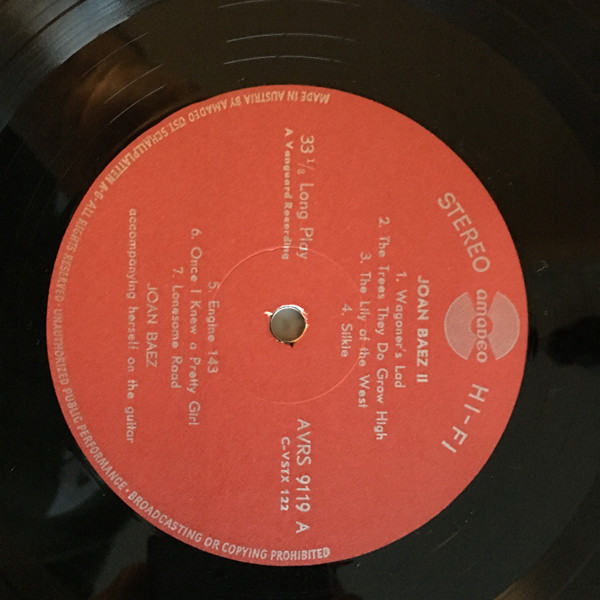 STEREO
amadeo
HI-FI
JOAN BAEZ II
1. Wagoner's Lad
2. The Trees They Do Grow High
3. The Lily of the West
4. Silkie
33 1/3 Long Play
A Vanguard Recording
AVRS 9119 A
C-VSTX 122
5. Engine 143
6. Once I Knew a Pretty Girl
7. Lonesome Road
JOAN BAEZ
accompanying herself on the guitar
MADE IN AUSTRIA BY AMADEO ÖST. SCHALLPLATTEN A-G · ALL RIGHTS RESERVED · UNAUTHORIZED PUBLIC PERFORMANCE · BROADCASTING OR COPYING PROHIBITED